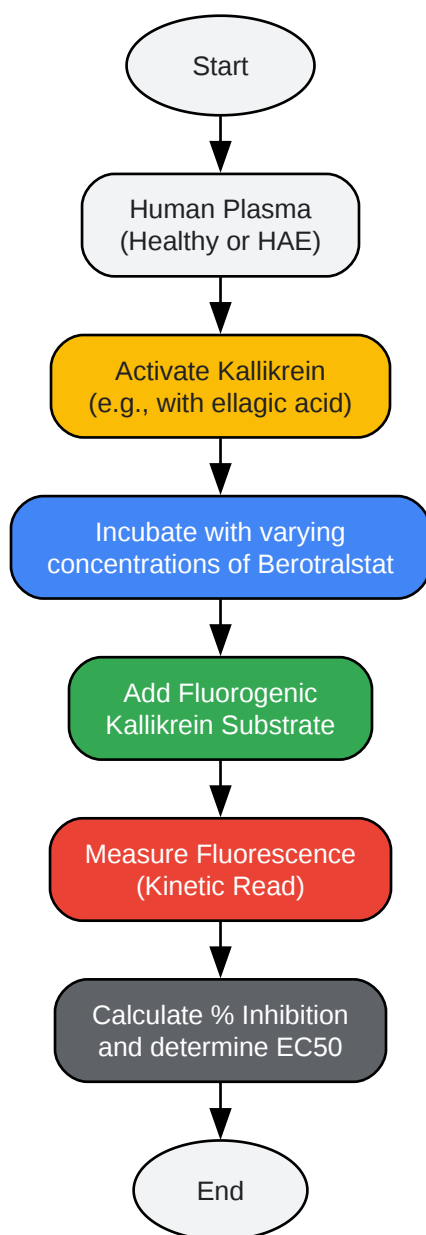 Start
Human Plasma
(Healthy or HAE)
Activate Kallikrein
(e.g., with ellagic acid)
Incubate with varying
concentrations of Berotralstat
Add Fluorogenic
Kallikrein Substrate
Measure Fluorescence
(Kinetic Read)
Calculate % Inhibition
and determine EC50
End